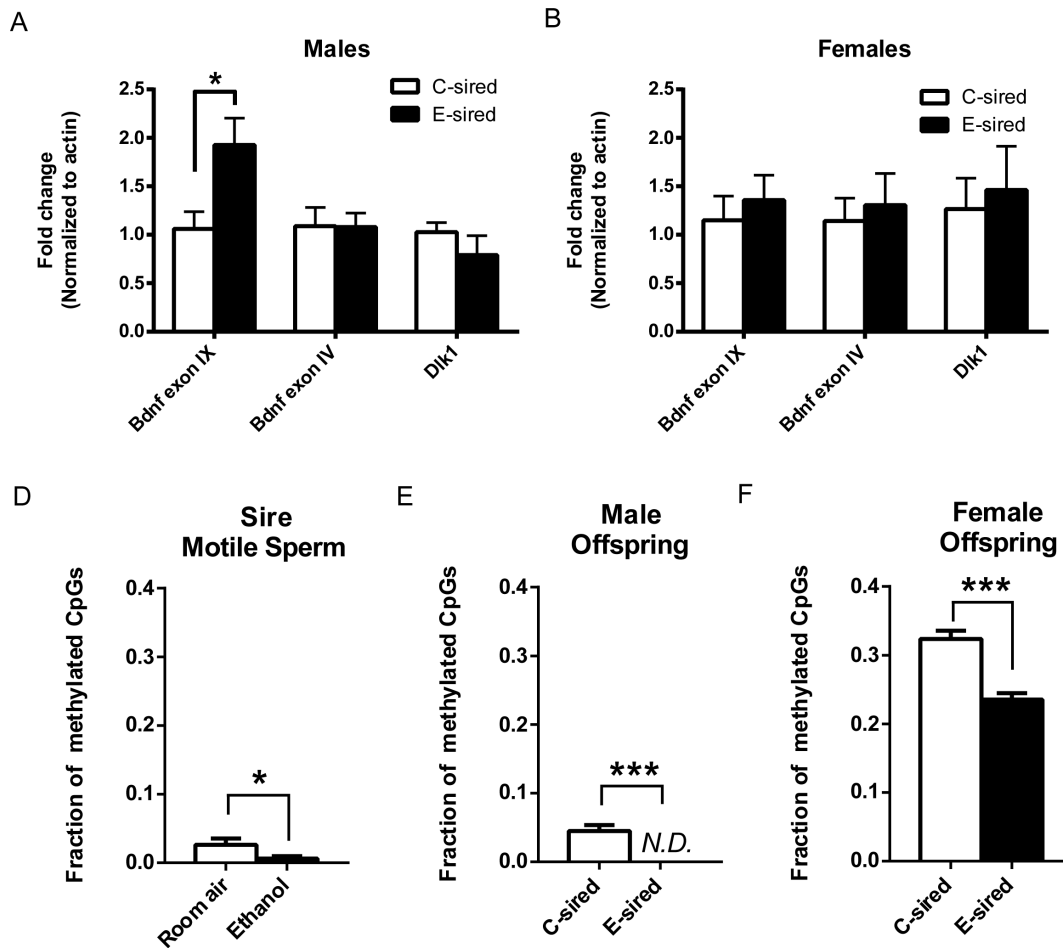 A
Males
*
C-sired
E-sired
Fold change
(Normalized to actin)
2.5
2.0
1.5
1.0
0.5
0.0
Bdnf exon IX
Bdnf exon IV
Dlk1
B
Females
C-sired
E-sired
Fold change
(Normalized to actin)
2.5
2.0
1.5
1.0
0.5
0.0
Bdnf exon IX
Bdnf exon IV
Dlk1
D
Sire
Motile Sperm
Fraction of methylated CpGs
0.4
0.3
0.2
0.1
0.0
*
Room air
Ethanol
E
Male
Offspring
Fraction of methylated CpGs
0.4
0.3
0.2
0.1
0.0
***
N.D.
C-sired
E-sired
F
Female
Offspring
Fraction of methylated CpGs
0.4
0.3
0.2
0.1
0.0
***
C-sired
E-sired